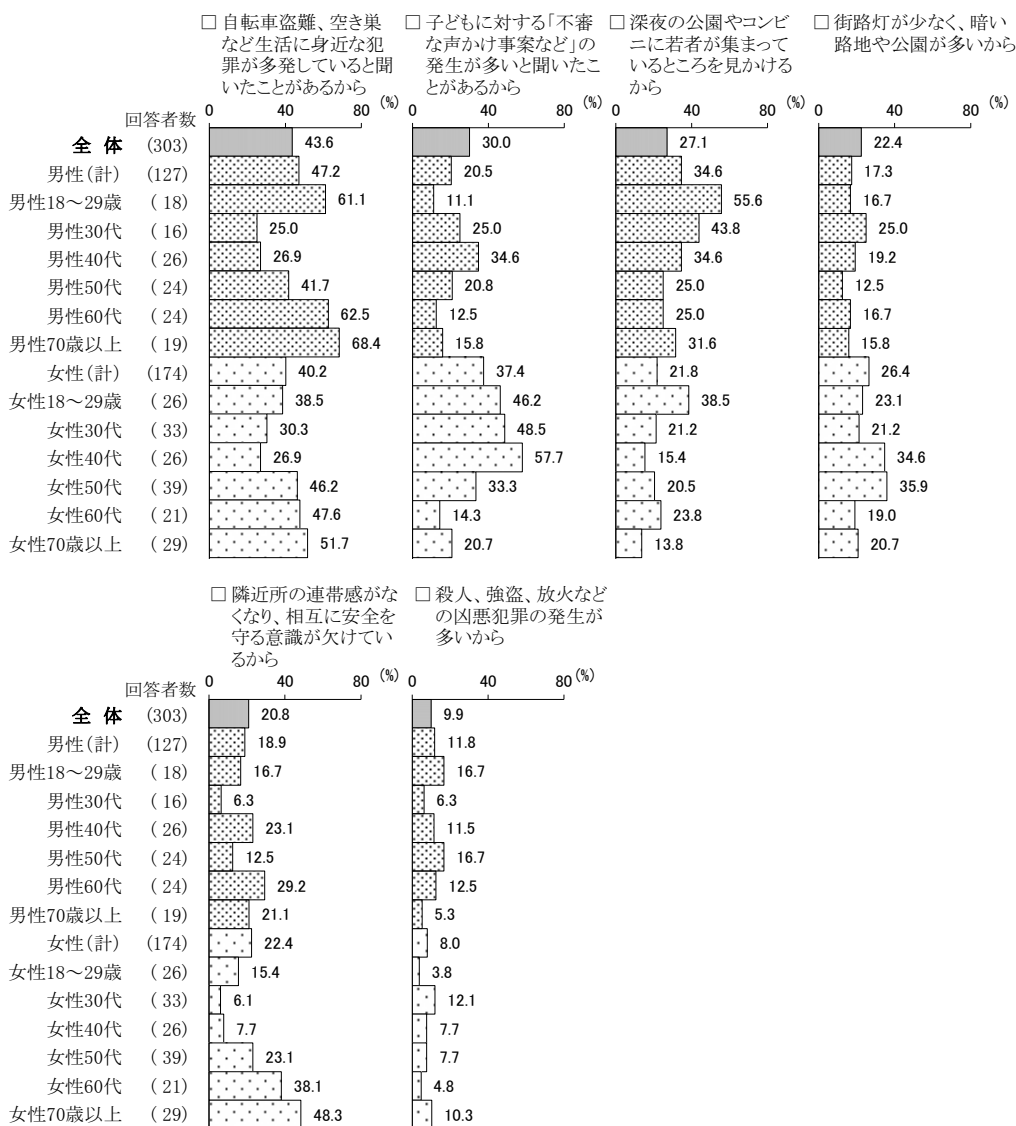 □ 自転車盗難、空き巣
など生活に身近な犯
罪が多発していると聞
いたことがあるから
□ 子どもに対する「不審
な声かけ事案など」の
発生が多いと聞いたこ
とがあるから
□ 深夜の公園やコンビ
ニに若者が集まって
いるところを見かける
から
□ 街路灯が少なく、暗い
路地や公園が多いから
回答者数 0 40 80 (%) 0 40 80 (%) 0 40 80 (%) 0 40 80 (%)
全 体 (303) 43.6 30.0 27.1 22.4
男性(計) (127) 47.2 20.5 34.6 17.3
男性18～29歳 ( 18) 61.1 11.1 55.6 16.7
男性30代 ( 16) 25.0 25.0 43.8 25.0
男性40代 ( 26) 26.9 34.6 34.6 19.2
男性50代 ( 24) 41.7 20.8 25.0 12.5
男性60代 ( 24) 62.5 12.5 25.0 16.7
男性70歳以上 ( 19) 68.4 15.8 31.6 15.8
女性(計) (174) 40.2 37.4 21.8 26.4
女性18～29歳 ( 26) 38.5 46.2 38.5 23.1
女性30代 ( 33) 30.3 48.5 21.2 21.2
女性40代 ( 26) 26.9 57.7 15.4 34.6
女性50代 ( 39) 46.2 33.3 20.5 35.9
女性60代 ( 21) 47.6 14.3 23.8 19.0
女性70歳以上 ( 29) 51.7 20.7 13.8 20.7
□ 隣近所の連帯感がな
くなり、相互に安全を
守る意識が欠けてい
るから
□ 殺人、強盗、放火など
の凶悪犯罪の発生が
多いから
回答者数 0 40 80 (%) 0 40 80 (%)
全 体 (303) 20.8 9.9
男性(計) (127) 18.9 11.8
男性18～29歳 ( 18) 16.7 16.7
男性30代 ( 16) 6.3 6.3
男性40代 ( 26) 23.1 11.5
男性50代 ( 24) 12.5 16.7
男性60代 ( 24) 29.2 12.5
男性70歳以上 ( 19) 21.1 5.3
女性(計) (174) 22.4 8.0
女性18～29歳 ( 26) 15.4 3.8
女性30代 ( 33) 6.1 12.1
女性40代 ( 26) 7.7 7.7
女性50代 ( 39) 23.1 7.7
女性60代 ( 21) 38.1 4.8
女性70歳以上 ( 29) 48.3 10.3